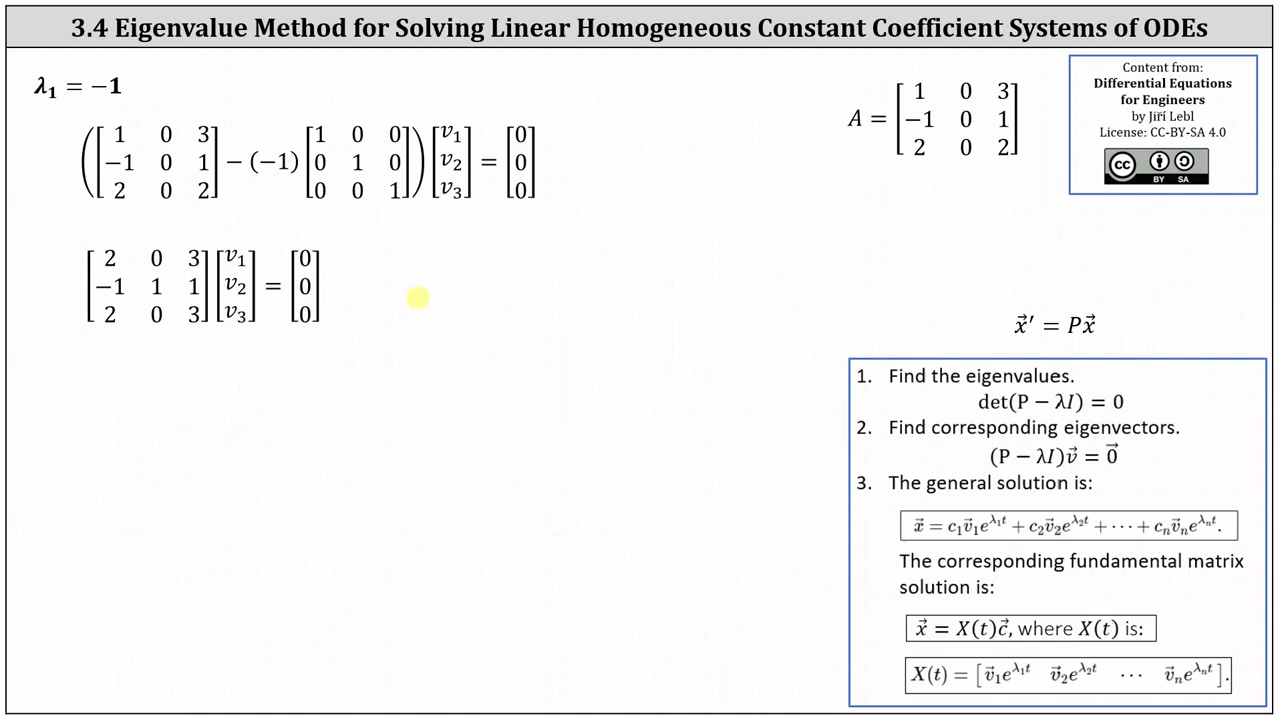 3.4 Eigenvalue Method for Solving Linear Homogeneous Constant Coefficient Systems of ODEs
λ₁ = −1
([1 0 3; −1 0 1; 2 0 2] − (−1)[1 0 0; 0 1 0; 0 0 1])[v₁; v₂; v₃] = [0; 0; 0]
[2 0 3; −1 1 1; 2 0 3][v₁; v₂; v₃] = [0; 0; 0]
A = [1 0 3; −1 0 1; 2 0 2]
Content from:
Differential Equations
for Engineers
by Jiří Lebl
License: CC-BY-SA 4.0
cc
BY SA
x⃗′ = Px⃗
1. Find the eigenvalues.
det(P − λI) = 0
2. Find corresponding eigenvectors.
(P − λI)v⃗ = 0⃗
3. The general solution is:
x⃗ = c₁v⃗₁e^{λ₁t} + c₂v⃗₂e^{λ₂t} + ⋯ + cₙv⃗ₙe^{λₙt}.
The corresponding fundamental matrix
solution is:
x⃗ = X(t)c⃗, where X(t) is:
X(t) = [v⃗₁e^{λ₁t} v⃗₂e^{λ₂t} ⋯ v⃗ₙe^{λₙt}].